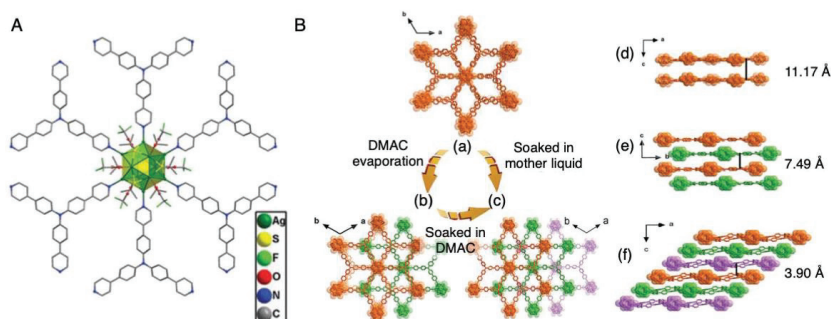 A
Ag
S
F
O
N
C
B
b
a
(a)
DMAC
evaporation
Soaked in
mother liquid
(b)
(c)
Soaked in
DMAC
b
a
b
a
(d)
a
c
11.17 Å
(e)
c
b
7.49 Å
(f)
a
c
3.90 Å